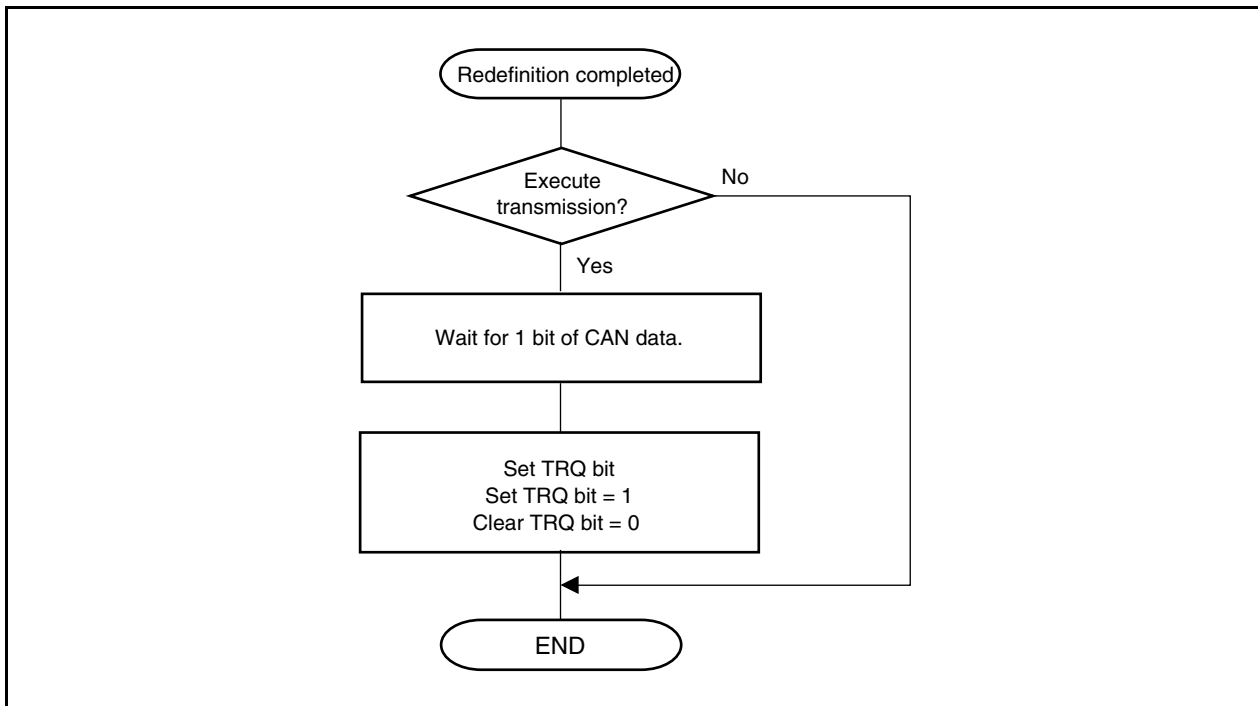 Redefinition completed
Execute
transmission?
No
Yes
Wait for 1 bit of CAN data.
Set TRQ bit
Set TRQ bit = 1
Clear TRQ bit = 0
END